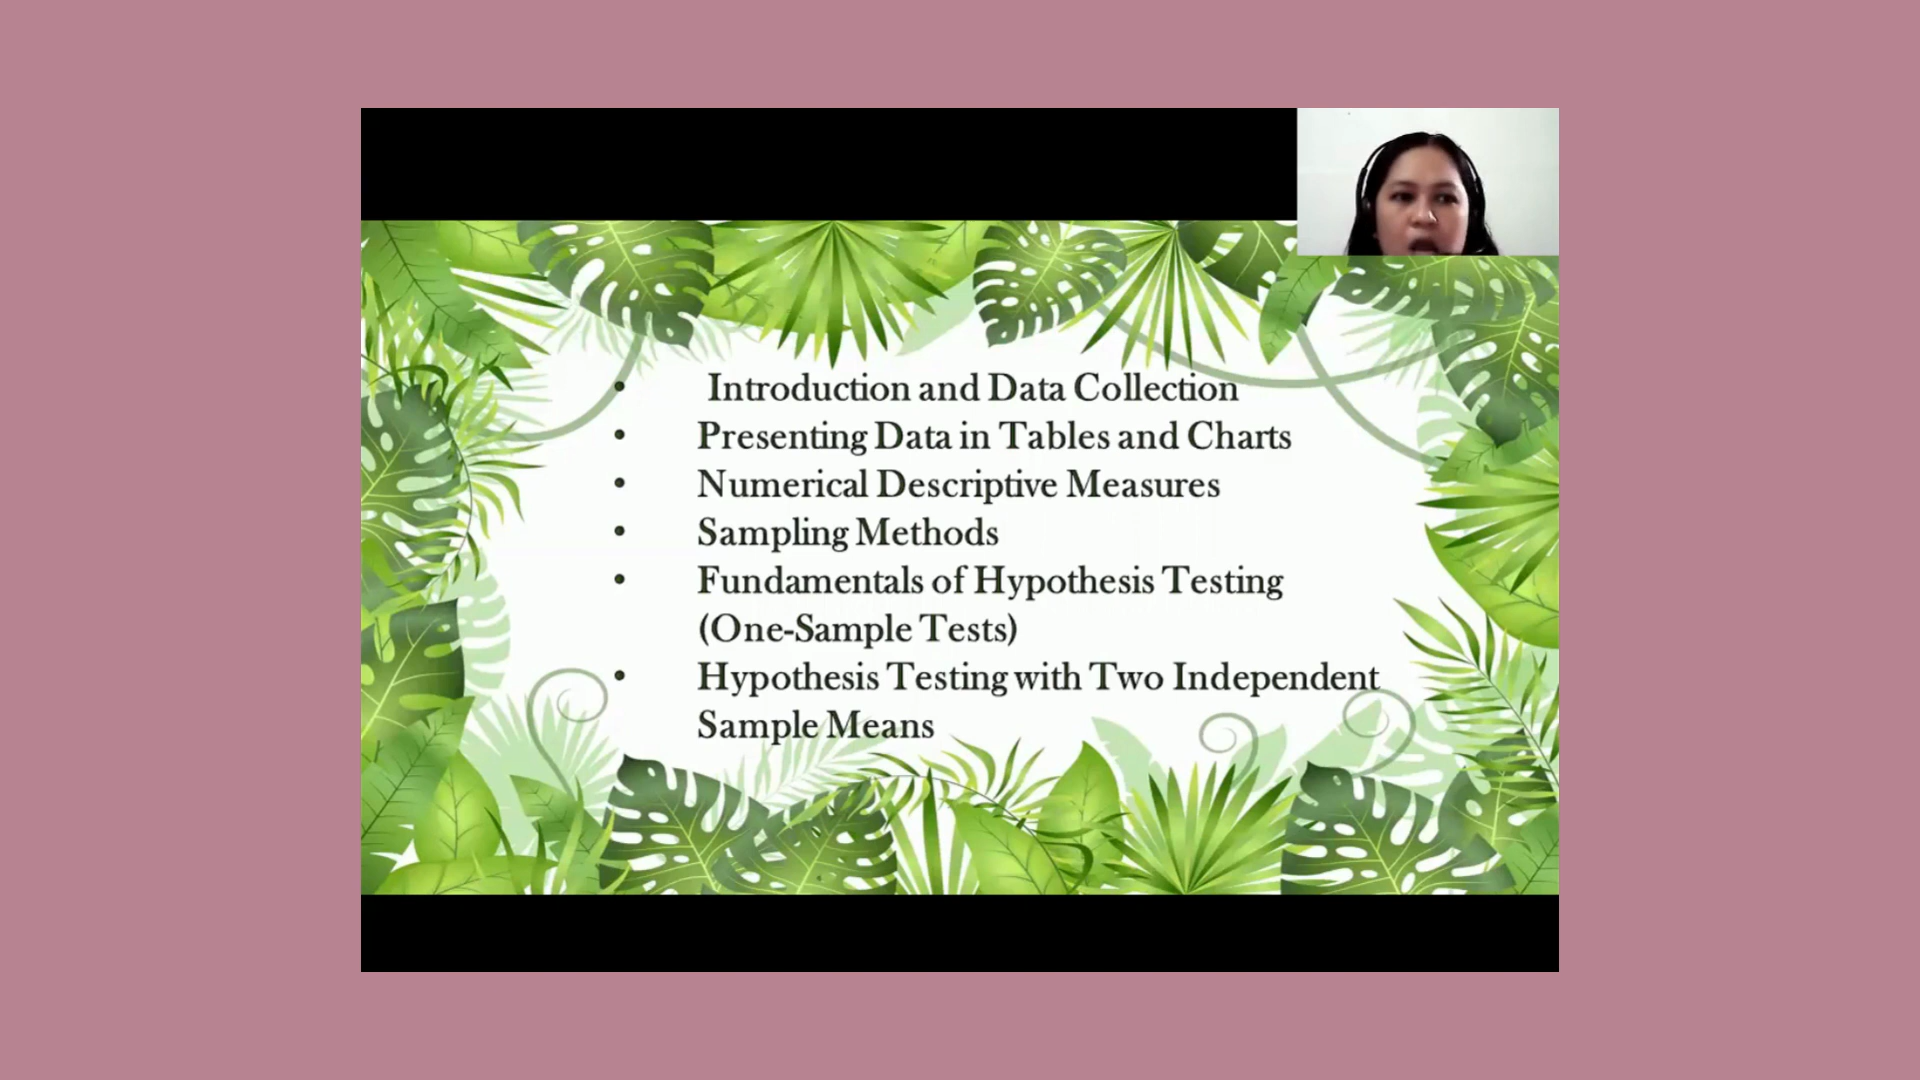 • Introduction and Data Collection
• Presenting Data in Tables and Charts
• Numerical Descriptive Measures
• Sampling Methods
• Fundamentals of Hypothesis Testing
(One-Sample Tests)
• Hypothesis Testing with Two Independent
Sample Means